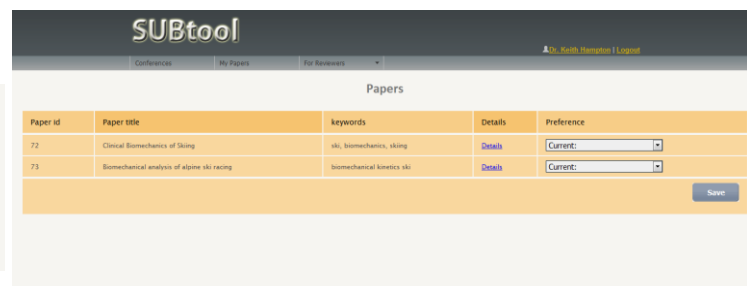 SUBtool
Dr. Keith Hampton | Logout
Conferences My Papers For Reviewers
Papers
Paper id Paper title keywords Details Preference
72 Clinical Biomechanics of Skiing ski, biomechanics, skiing Details Current:
73 Biomechanical analysis of alpine ski racing biomechanical kinetics ski Details Current:
Save